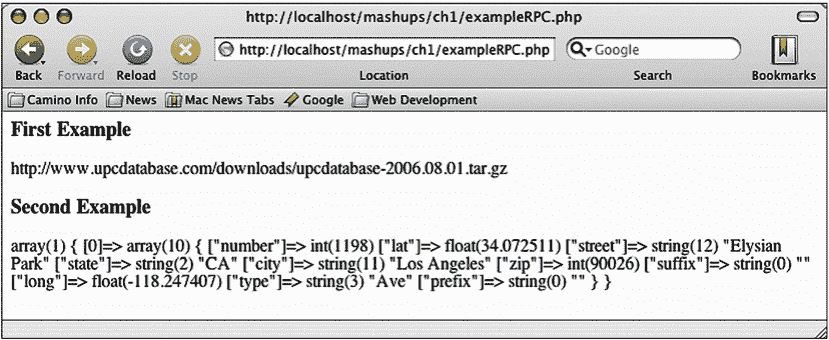 http://localhost/mashups/ch1/exampleRPC.php
http://localhost/mashups/ch1/exampleRPC.php
Google
Back Forward Reload Stop Location Search Bookmarks
Camino Info News Mac News Tabs Google Web Development
First Example
http://www.upcdatabase.com/downloads/upcdatabase-2006.08.01.tar.gz
Second Example
array(1) { [0]=> array(10) { ["number"]=> int(1198) ["lat"]=> float(34.072511) ["street"]=> string(12) "Elysian
Park" ["state"]=> string(2) "CA" ["city"]=> string(11) "Los Angeles" ["zip"]=> int(90026) ["suffix"]=> string(0) ""
["long"]=> float(-118.247407) ["type"]=> string(3) "Ave" ["prefix"]=> string(0) "" } }